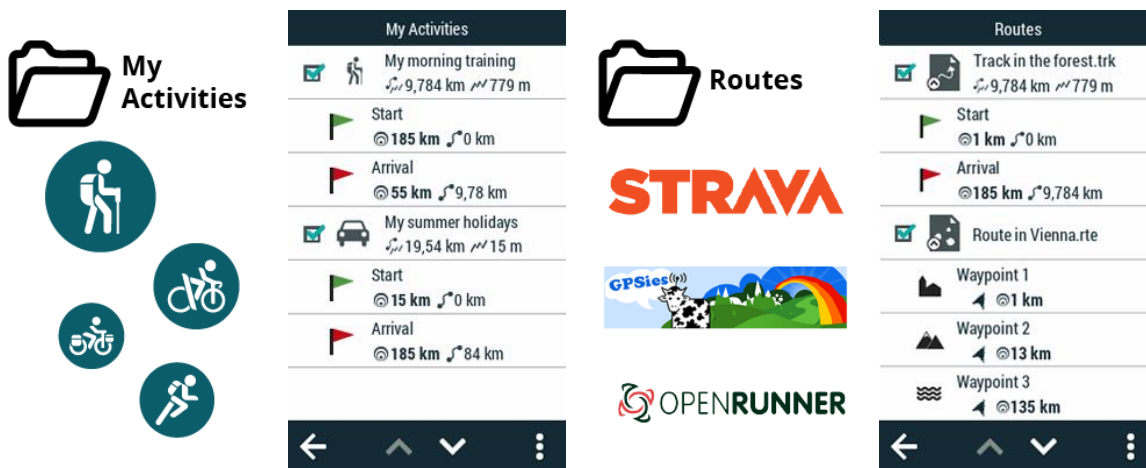 My
Activities
My Activities
My morning training
9,784 km 779 m
Start
185 km 0 km
Arrival
55 km 9,78 km
My summer holidays
19,54 km 15 m
Start
15 km 0 km
Arrival
185 km 84 km
Routes
STRAVA
GPSies
OPENRUNNER
Routes
Track in the forest.trk
9,784 km 779 m
Start
1 km 0 km
Arrival
185 km 9,784 km
Route in Vienna.rte
Waypoint 1
1 km
Waypoint 2
13 km
Waypoint 3
135 km